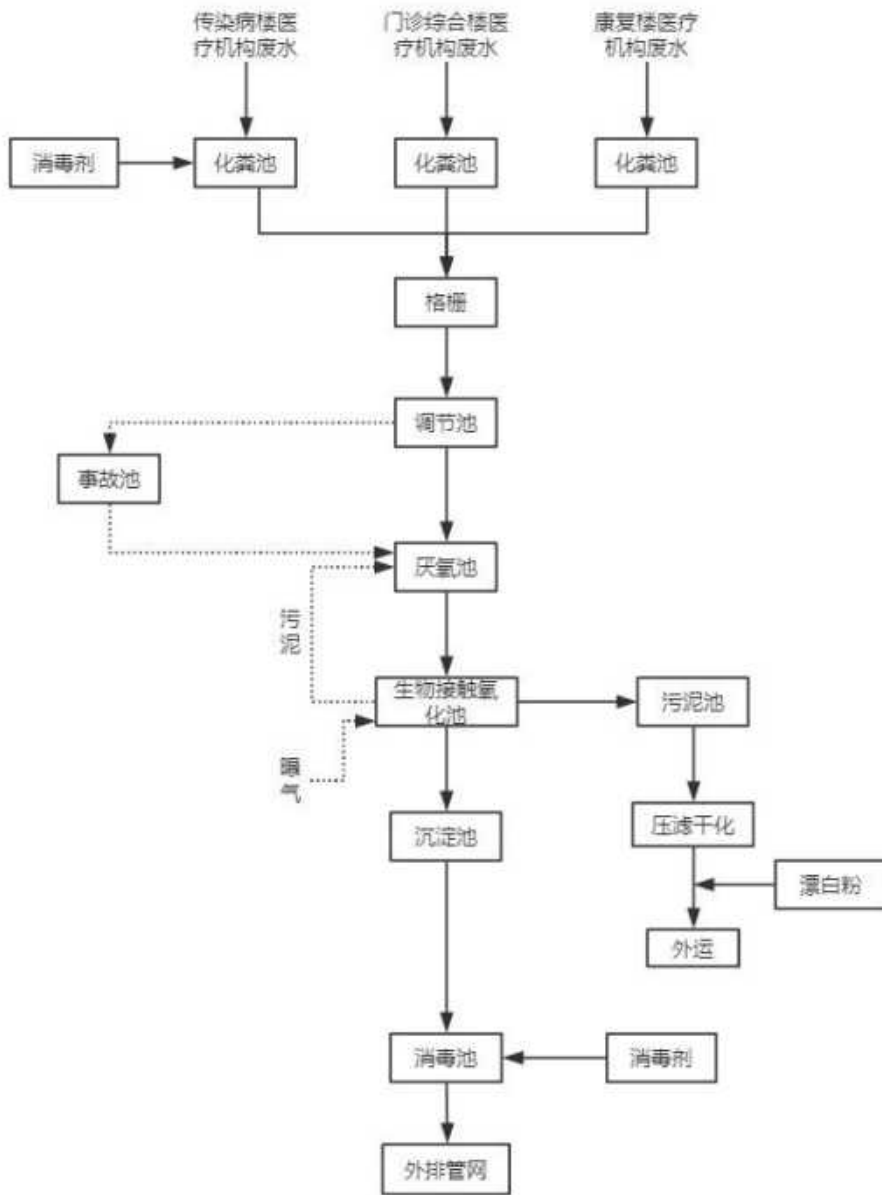 传染病楼医
疗机构废水
门诊综合楼医
疗机构废水
康复楼医疗
机构废水
消毒剂
化粪池
化粪池
化粪池
格栅
调节池
事故池
厌氧池
污
泥
生物接触氧
化池
污泥池
曝
气
沉淀池
压滤干化
漂白粉
外运
消毒池
消毒剂
外排管网